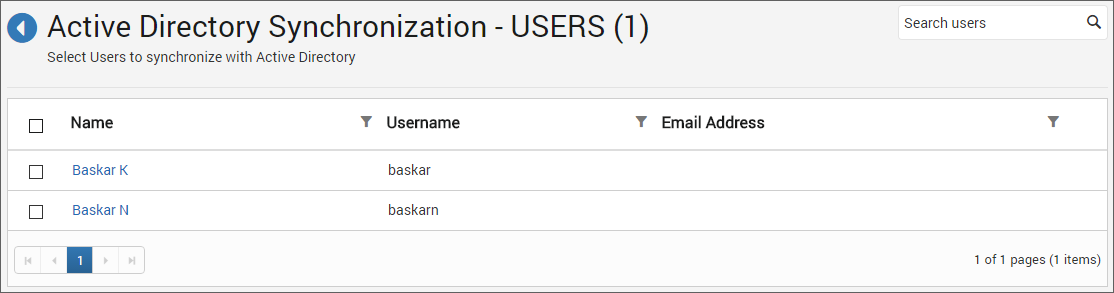 Active Directory Synchronization - USERS (1)
Search users
Select Users to synchronize with Active Directory
Name Username Email Address
Baskar K baskar
Baskar N baskarn
1
1 of 1 pages (1 items)